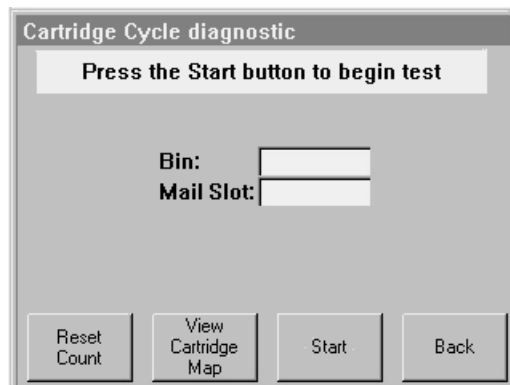 Cartridge Cycle diagnostic
Press the Start button to begin test
Bin:
Mail Slot:
Reset
Count
View
Cartridge
Map
Start
Back